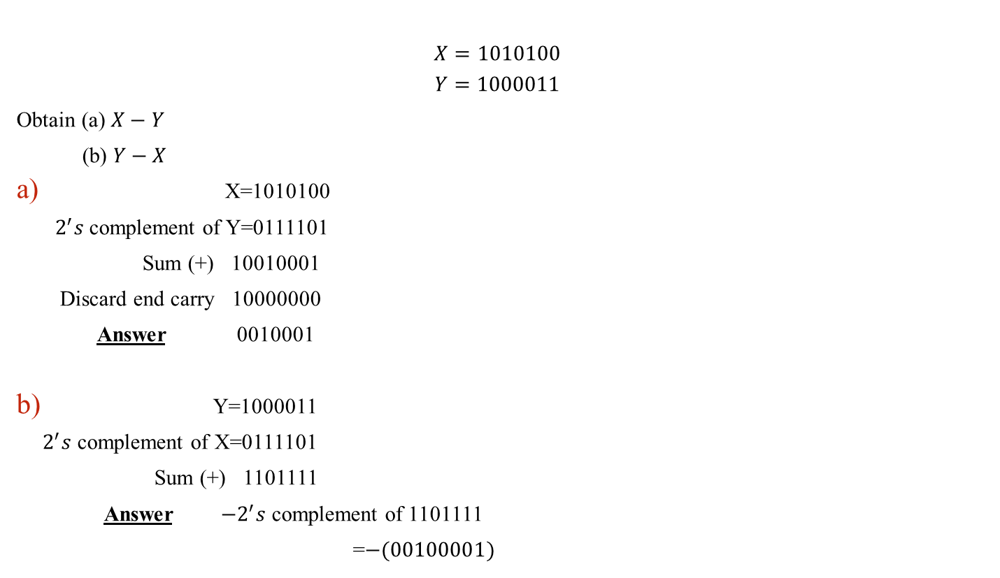 X = 1010100
Y = 1000011
Obtain (a) X − Y
(b) Y − X
a) X=1010100
2′s complement of Y=0111101
Sum (+) 10010001
Discard end carry 10000000
Answer 0010001
b) Y=1000011
2′s complement of X=0111101
Sum (+) 1101111
Answer −2′s complement of 1101111
=−(00100001)